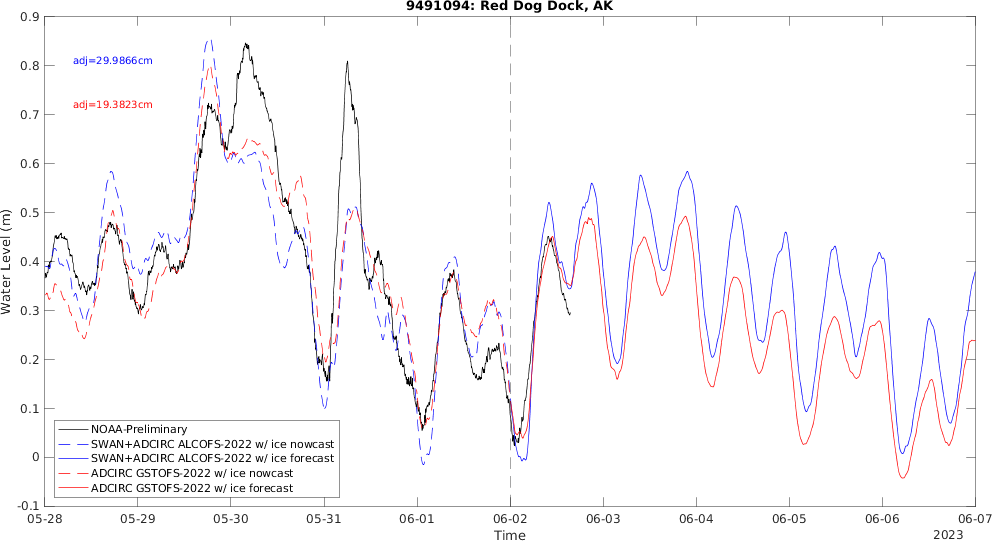 9491094: Red Dog Dock, AK
0.9
0.8
0.7
0.6
0.5
0.4
0.3
0.2
0.1
0
-0.1
Water Level (m)
adj=29.9866cm
adj=19.3823cm
NOAA-Preliminary
SWAN+ADCIRC ALCOFS-2022 w/ ice nowcast
SWAN+ADCIRC ALCOFS-2022 w/ ice forecast
ADCIRC GSTOFS-2022 w/ ice nowcast
ADCIRC GSTOFS-2022 w/ ice forecast
05-28 05-29 05-30 05-31 06-01 06-02 06-03 06-04 06-05 06-06 06-07
Time
2023